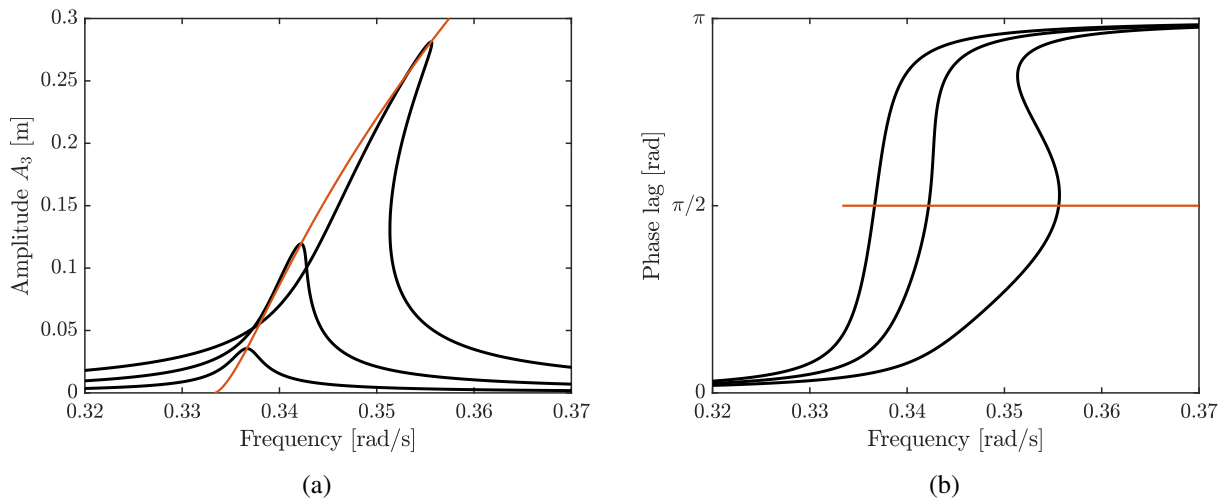 0.3
0.25
0.2
0.15
0.1
0.05
0
Amplitude A₃ [m]
0.32 0.33 0.34 0.35 0.36 0.37
Frequency [rad/s]
(a)
π
π/2
0
Phase lag [rad]
0.32 0.33 0.34 0.35 0.36 0.37
Frequency [rad/s]
(b)